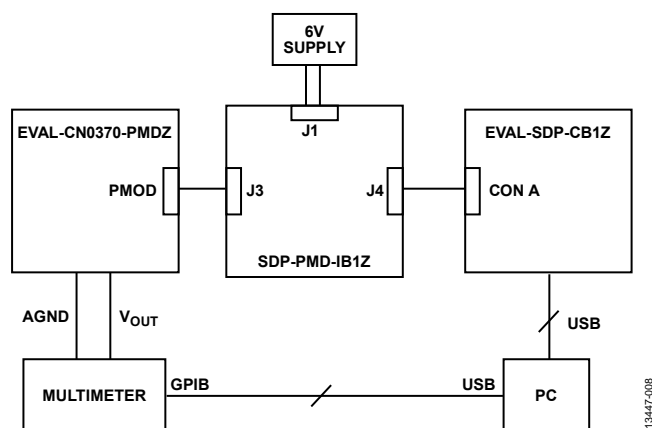 6V
SUPPLY
J1
EVAL-CN0370-PMDZ
EVAL-SDP-CB1Z
PMOD
J3
J4
CON A
SDP-PMD-IB1Z
AGND
VOUT
USB
MULTIMETER
GPIB
USB
PC
13447-008